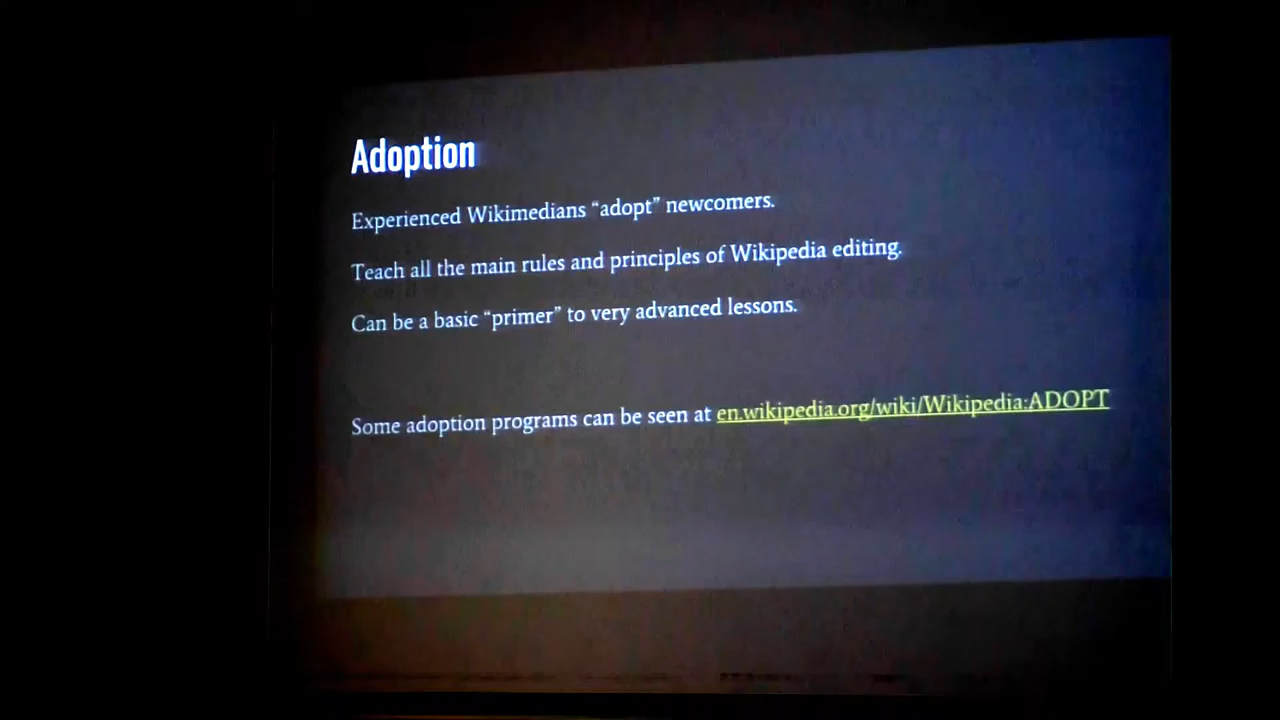 Adoption
Experienced Wikimedians “adopt” newcomers.
Teach all the main rules and principles of Wikipedia editing.
Can be a basic “primer” to very advanced lessons.
Some adoption programs can be seen at en.wikipedia.org/wiki/Wikipedia:ADOPT